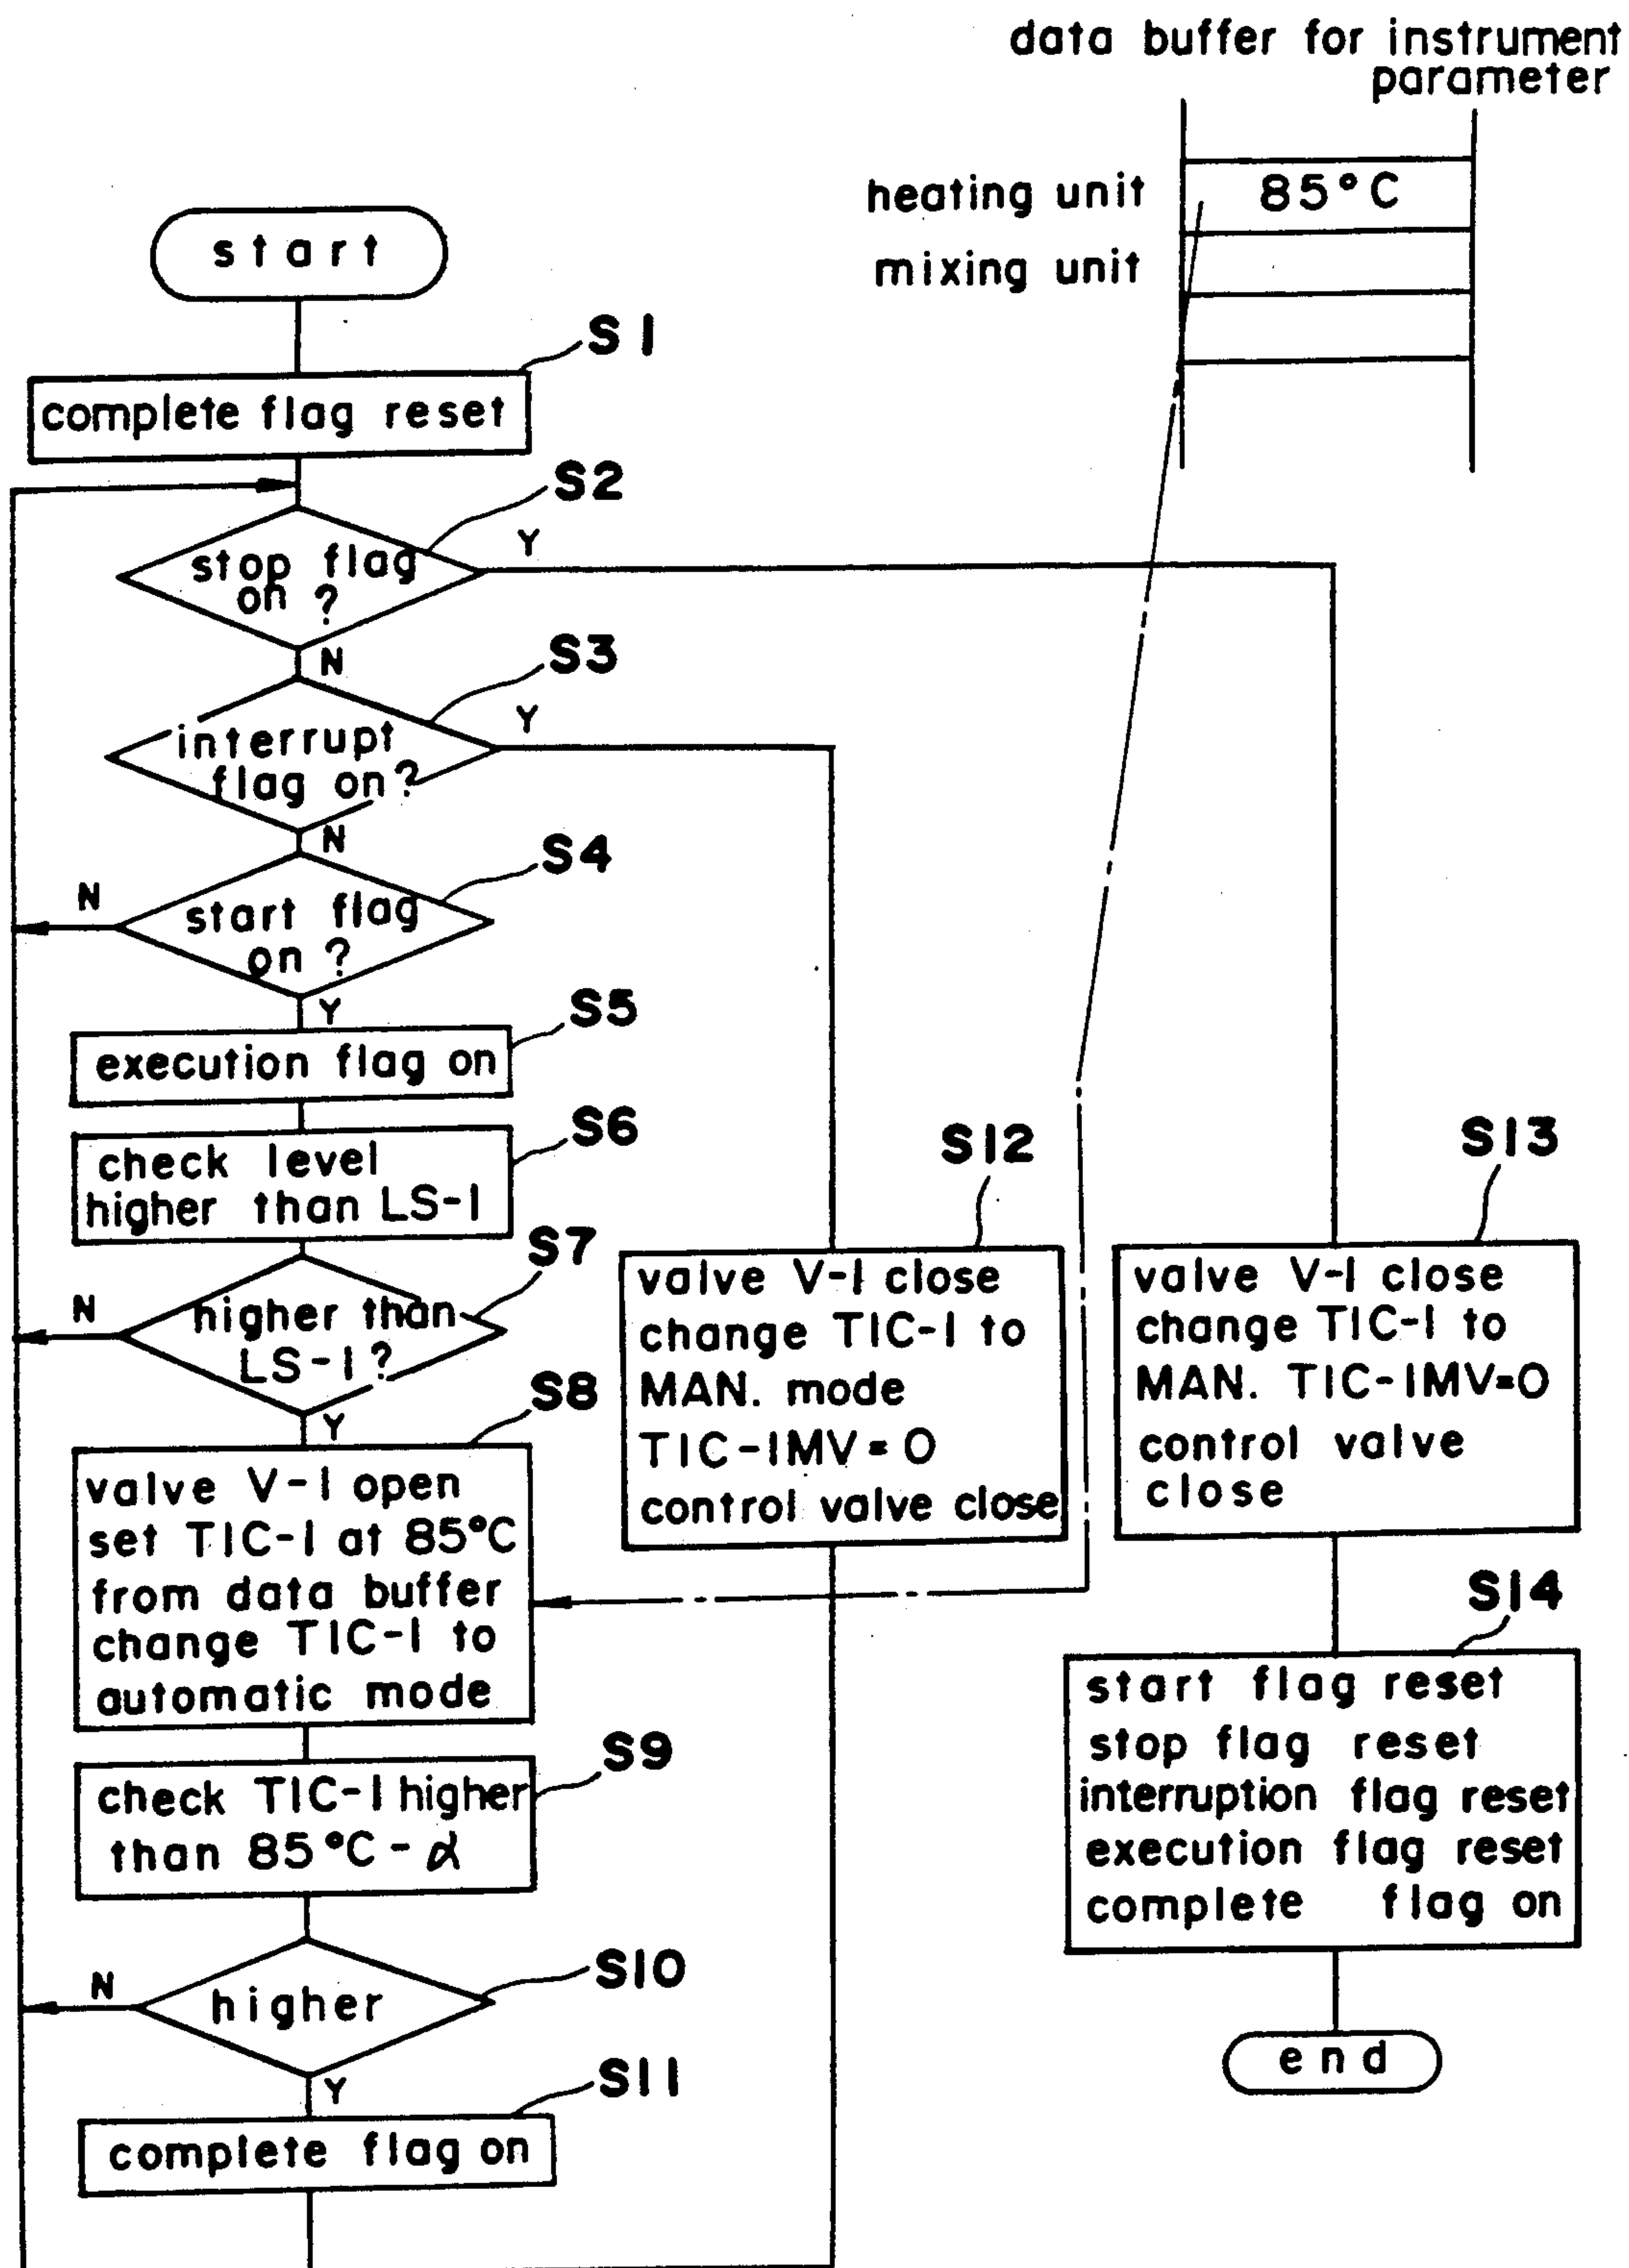 data buffer for instrument
parameter
heating unit
85°C
mixing unit
start
S1
complete flag reset
S2
stop flag
on ?
Y
N
S3
interrupt
flag on?
Y
N
S4
start flag
on ?
N
Y
S5
execution flag on
S6
check level
higher than LS-1
S7
higher than
LS-1?
N
Y
S8
valve V-1 open
set TIC-1 at 85°C
from data buffer
change TIC-1 to
automatic mode
S9
check TIC-1 higher
than 85°C - α
S10
higher
N
Y
S11
complete flag on
S12
valve V-1 close
change TIC-1 to
MAN. mode
TIC-1MV = 0
control valve close
S13
valve V-1 close
change TIC-1 to
MAN. TIC-1MV=0
control valve
close
S14
start flag reset
stop flag reset
interruption flag reset
execution flag reset
complete flag on
end